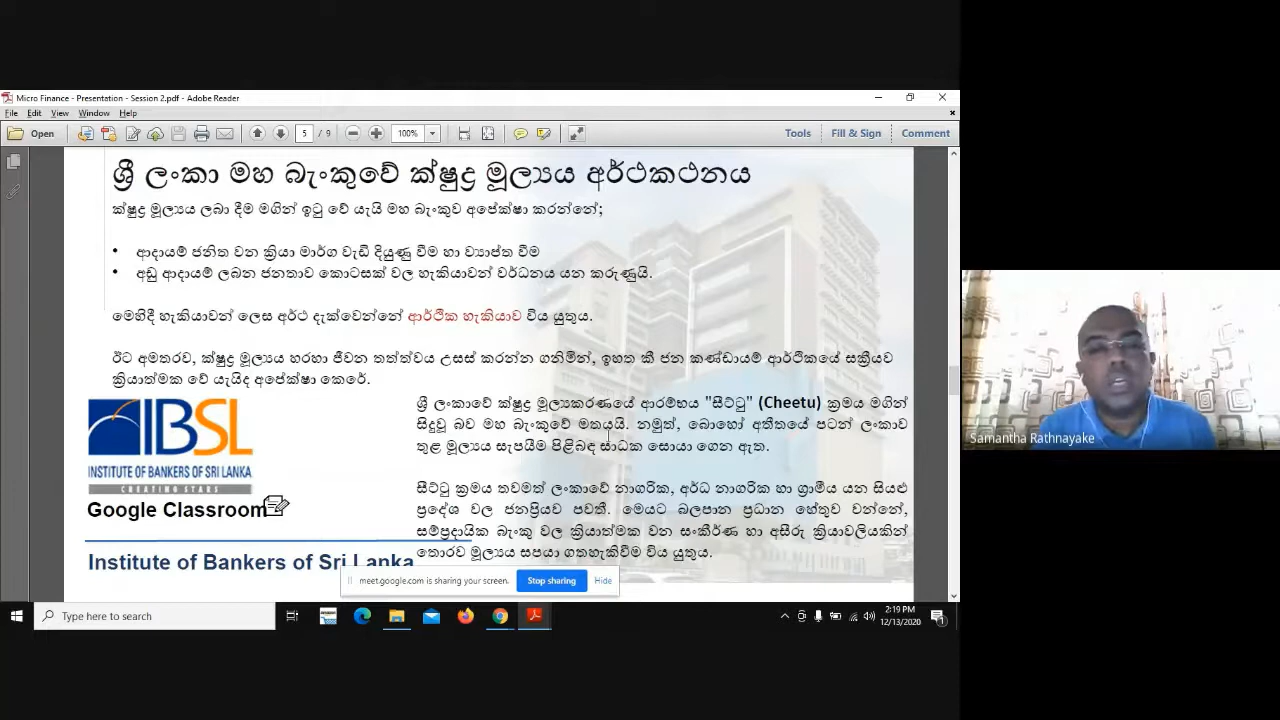 Micro Finance - Presentation - Session 2.pdf - Adobe Reader
File Edit View Window Help
Open 5 / 9 100% Tools Fill & Sign Comment
ශ්‍රී ලංකා මහ බැංකුවේ ක්ෂුද්‍ර මූල්‍යය අර්ථකථනය
ක්ෂුද්‍ර මූල්‍යය ලබා දීම මගින් ඉටු වේ යැයි මහ බැංකුව අපේක්ෂා කරන්නේ;
• ආදායම් ජනිත වන ක්‍රියා මාර්ග වැඩි දියුණු වීම හා ව්‍යාප්ත වීම
• අඩු ආදායම් ලබන ජනතාව කොටසක් වල හැකියාවන් වර්ධනය යන කරුණුයි.
මෙහිදී හැකියාවන් ලෙස අර්ථ දැක්වෙන්නේ ආර්ථික හැකියාව විය යුතුය.
ඊට අමතරව, ක්ෂුද්‍ර මූල්‍යය හරහා ජීවන තත්ත්වය උසස් කරන්න ගනිමින්, ඉහත කී ජන කණ්ඩායම් ආර්ථිකයේ සක්‍රීයව
ක්‍රියාත්මක වේ යැයිද අපේක්ෂා කෙරේ.
ශ්‍රී ලංකාවේ ක්ෂුද්‍ර මූල්‍යකරණයේ ආරම්භය "සීට්ටු" (Cheetu) ක්‍රමය මගින්
සිදුවූ බව මහ බැංකුවේ මතයයි. නමුත්, බොහෝ අතීතයේ පටන් ලංකාව
තුළ මූල්‍යය සැපයීම පිළිබඳ සාධක සොයා ගෙන ඇත.
සීට්ටු ක්‍රමය තවමත් ලංකාවේ නාගරික, අර්ධ නාගරික හා ග්‍රාමීය යන සියළු
ප්‍රදේශ වල ජනප්‍රියව පවතී. මෙයට බලපාන ප්‍රධාන හේතුව වන්නේ,
සම්ප්‍රදායික බැංකු වල ක්‍රියාත්මක වන සංකීර්ණ හා අසීරු ක්‍රියාවලියකින්
තොරව මූල්‍යය සපයා ගතහැකිවීම විය යුතුය.
IBSL
INSTITUTE OF BANKERS OF SRI LANKA
CREATING STARS
Google Classroom
Institute of Bankers of Sri Lanka
meet.google.com is sharing your screen. Stop sharing Hide
Type here to search
2:19 PM
12/13/2020
Samantha Rathnayake